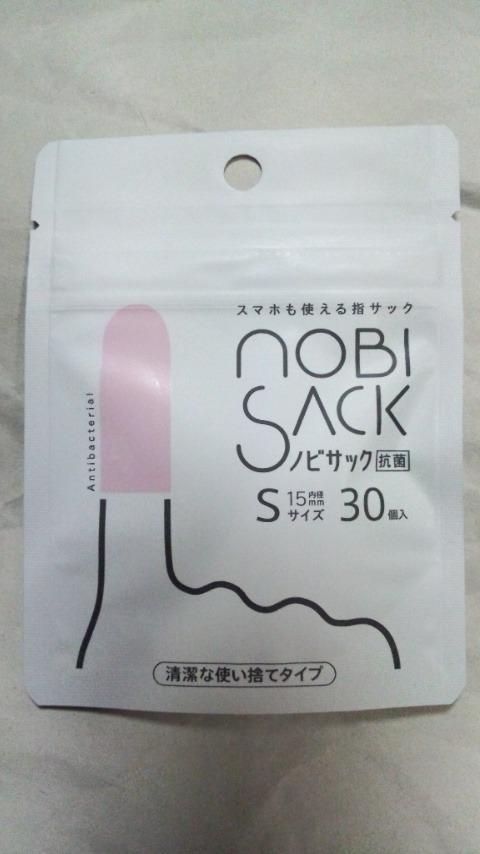 スマホも使える指サック
NOBI
SACK
ノビサック 抗菌
Antibacterial
S 15mm 内径 サイズ 30個入
清潔な使い捨てタイプ